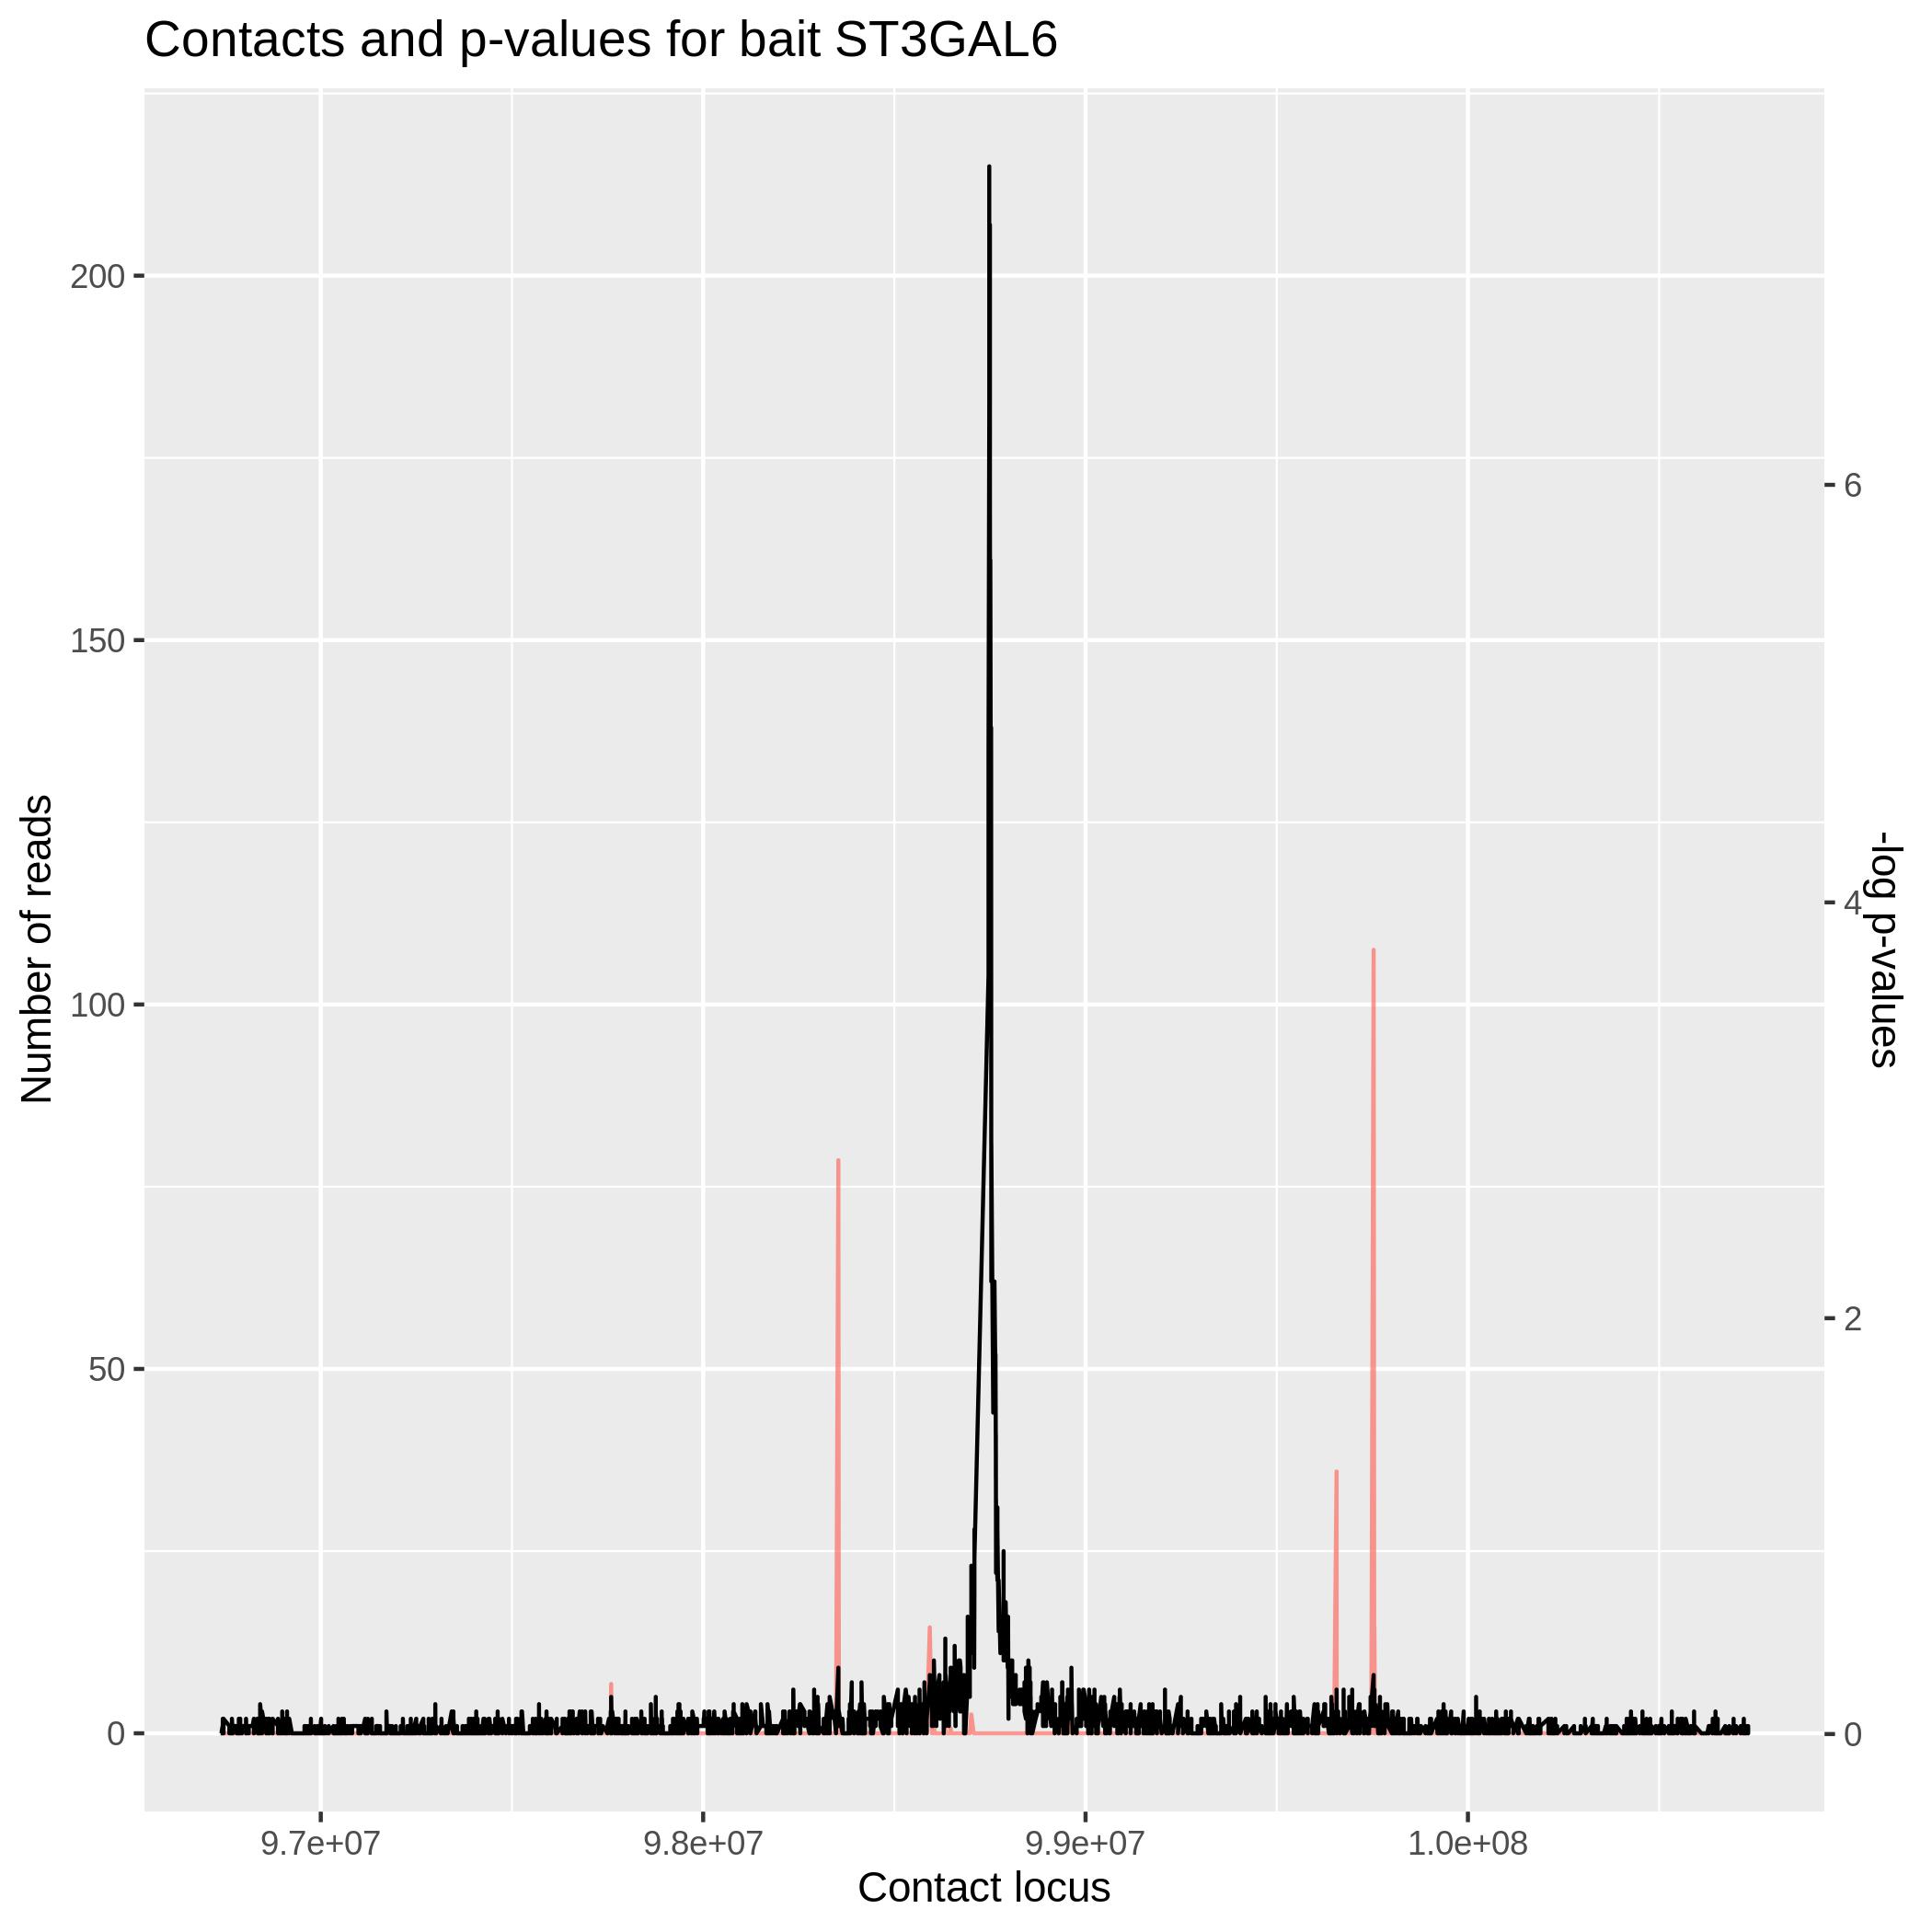 Contacts and p-values for bait ST3GAL6
Number of reads
200
150
100
50
0
6
4
2
0
-log p-values
9.7e+07
9.8e+07
9.9e+07
1.0e+08
Contact locus